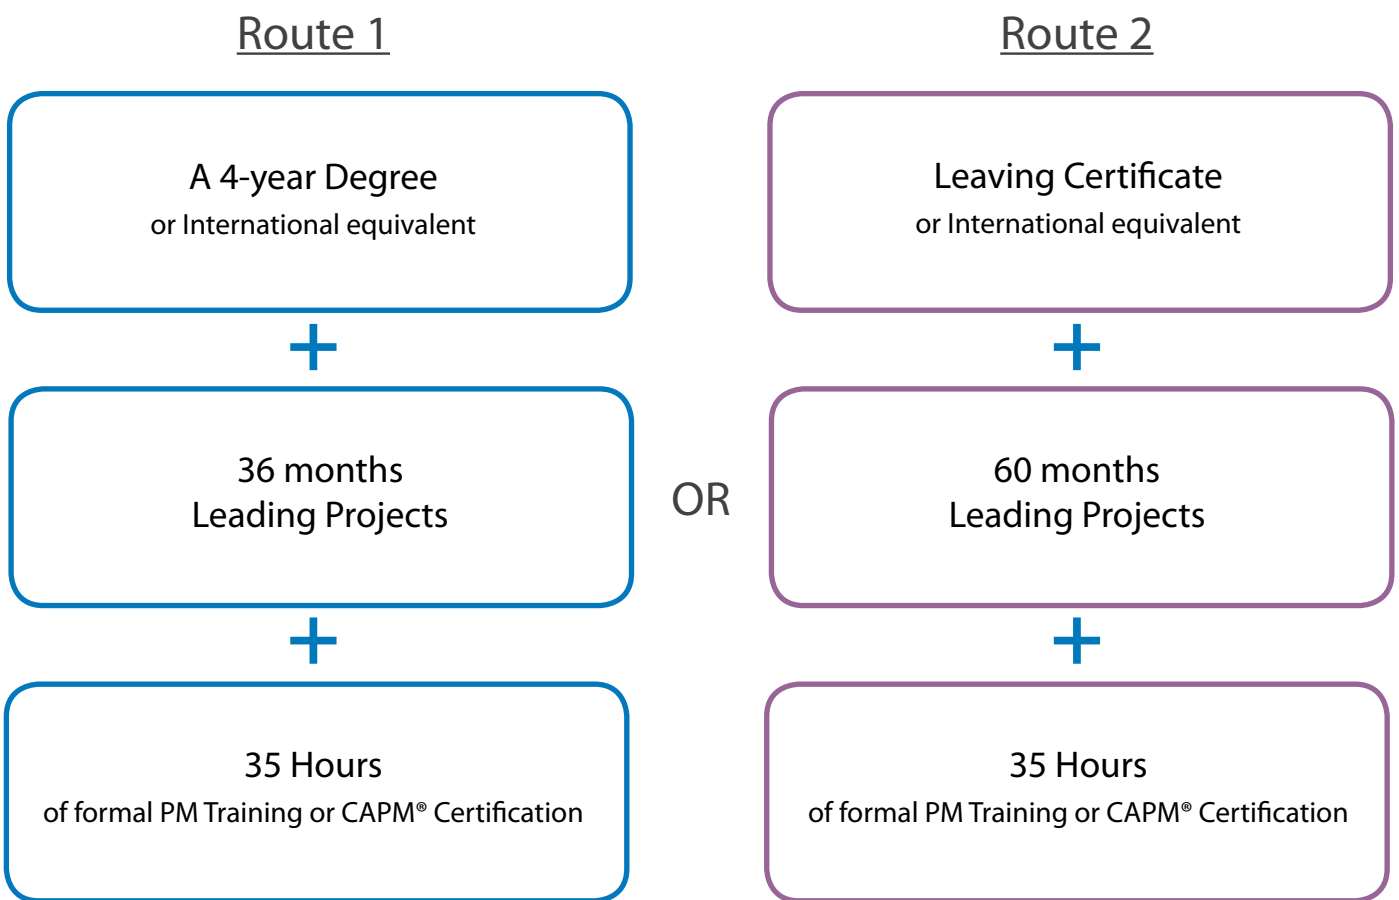 Route 1
A 4-year Degree
or International equivalent
+
36 months
Leading Projects
+
35 Hours
of formal PM Training or CAPM® Certification
OR
Route 2
Leaving Certificate
or International equivalent
+
60 months
Leading Projects
+
35 Hours
of formal PM Training or CAPM® Certification